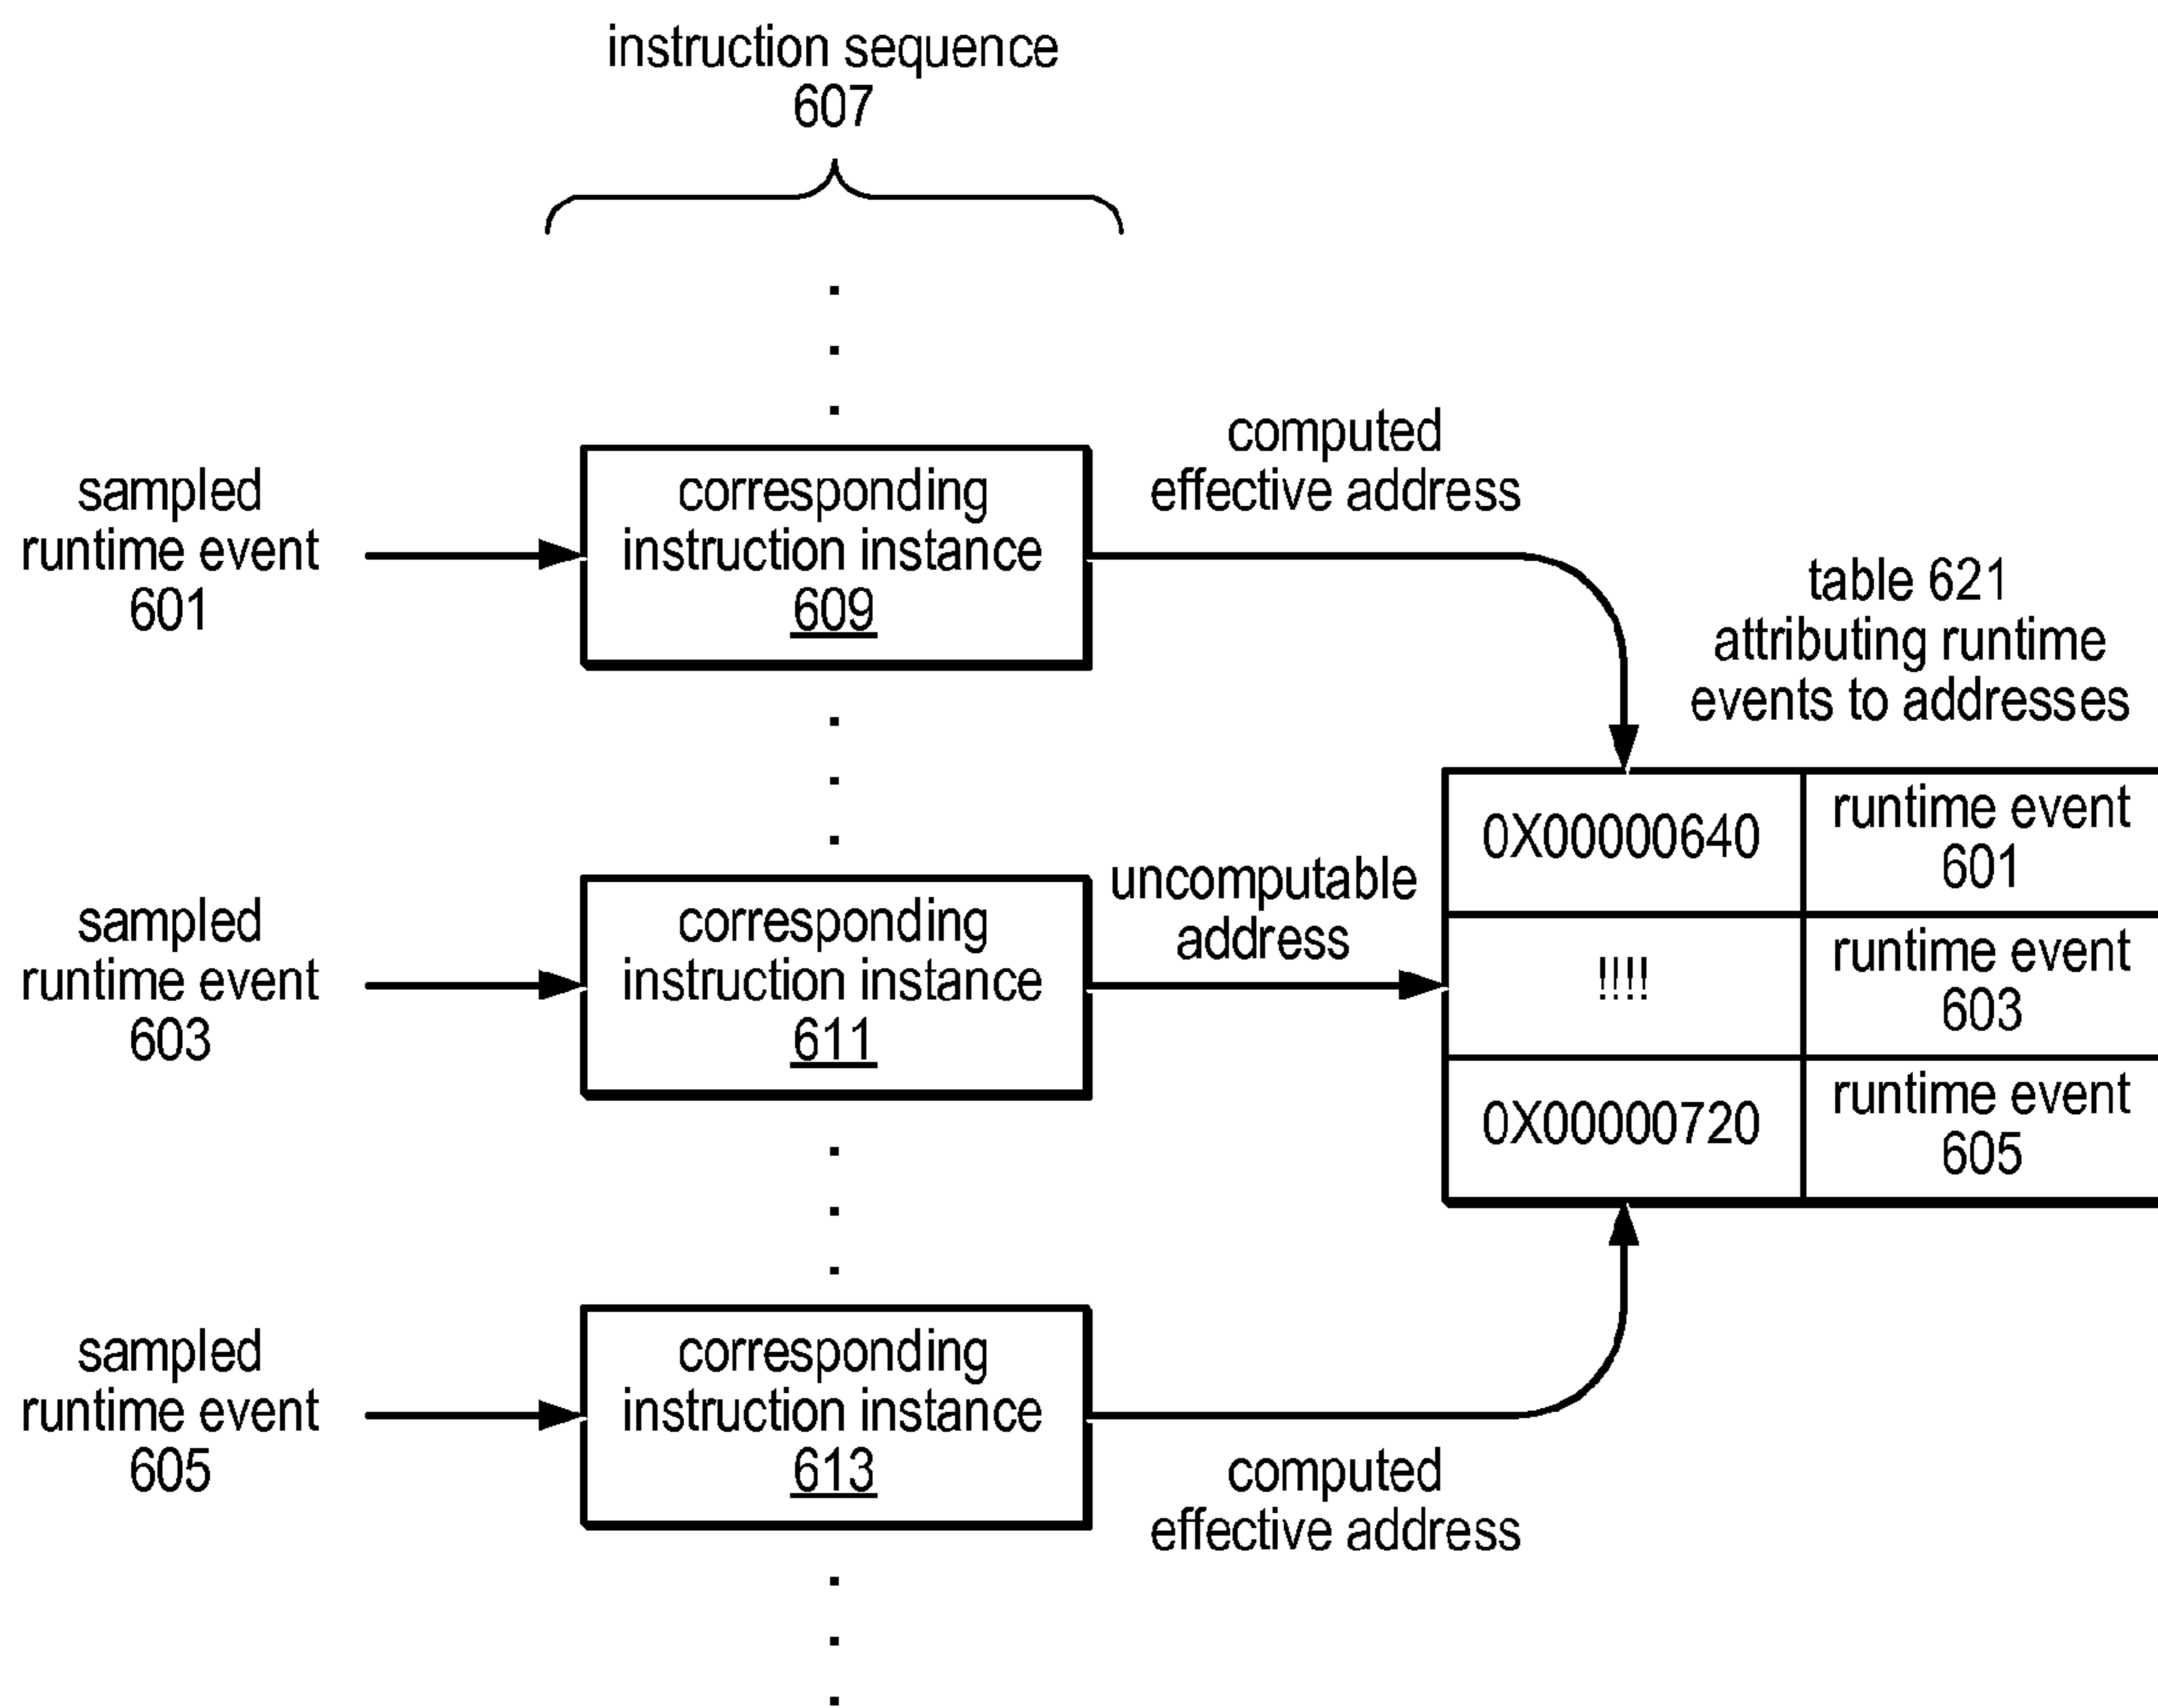 instruction sequence
607
sampled
runtime event
601
corresponding
instruction instance
609
computed
effective address
table 621
attributing runtime
events to addresses
sampled
runtime event
603
corresponding
instruction instance
611
uncomputable
address
0X00000640
runtime event
601
!!!!
runtime event
603
0X00000720
runtime event
605
sampled
runtime event
605
corresponding
instruction instance
613
computed
effective address